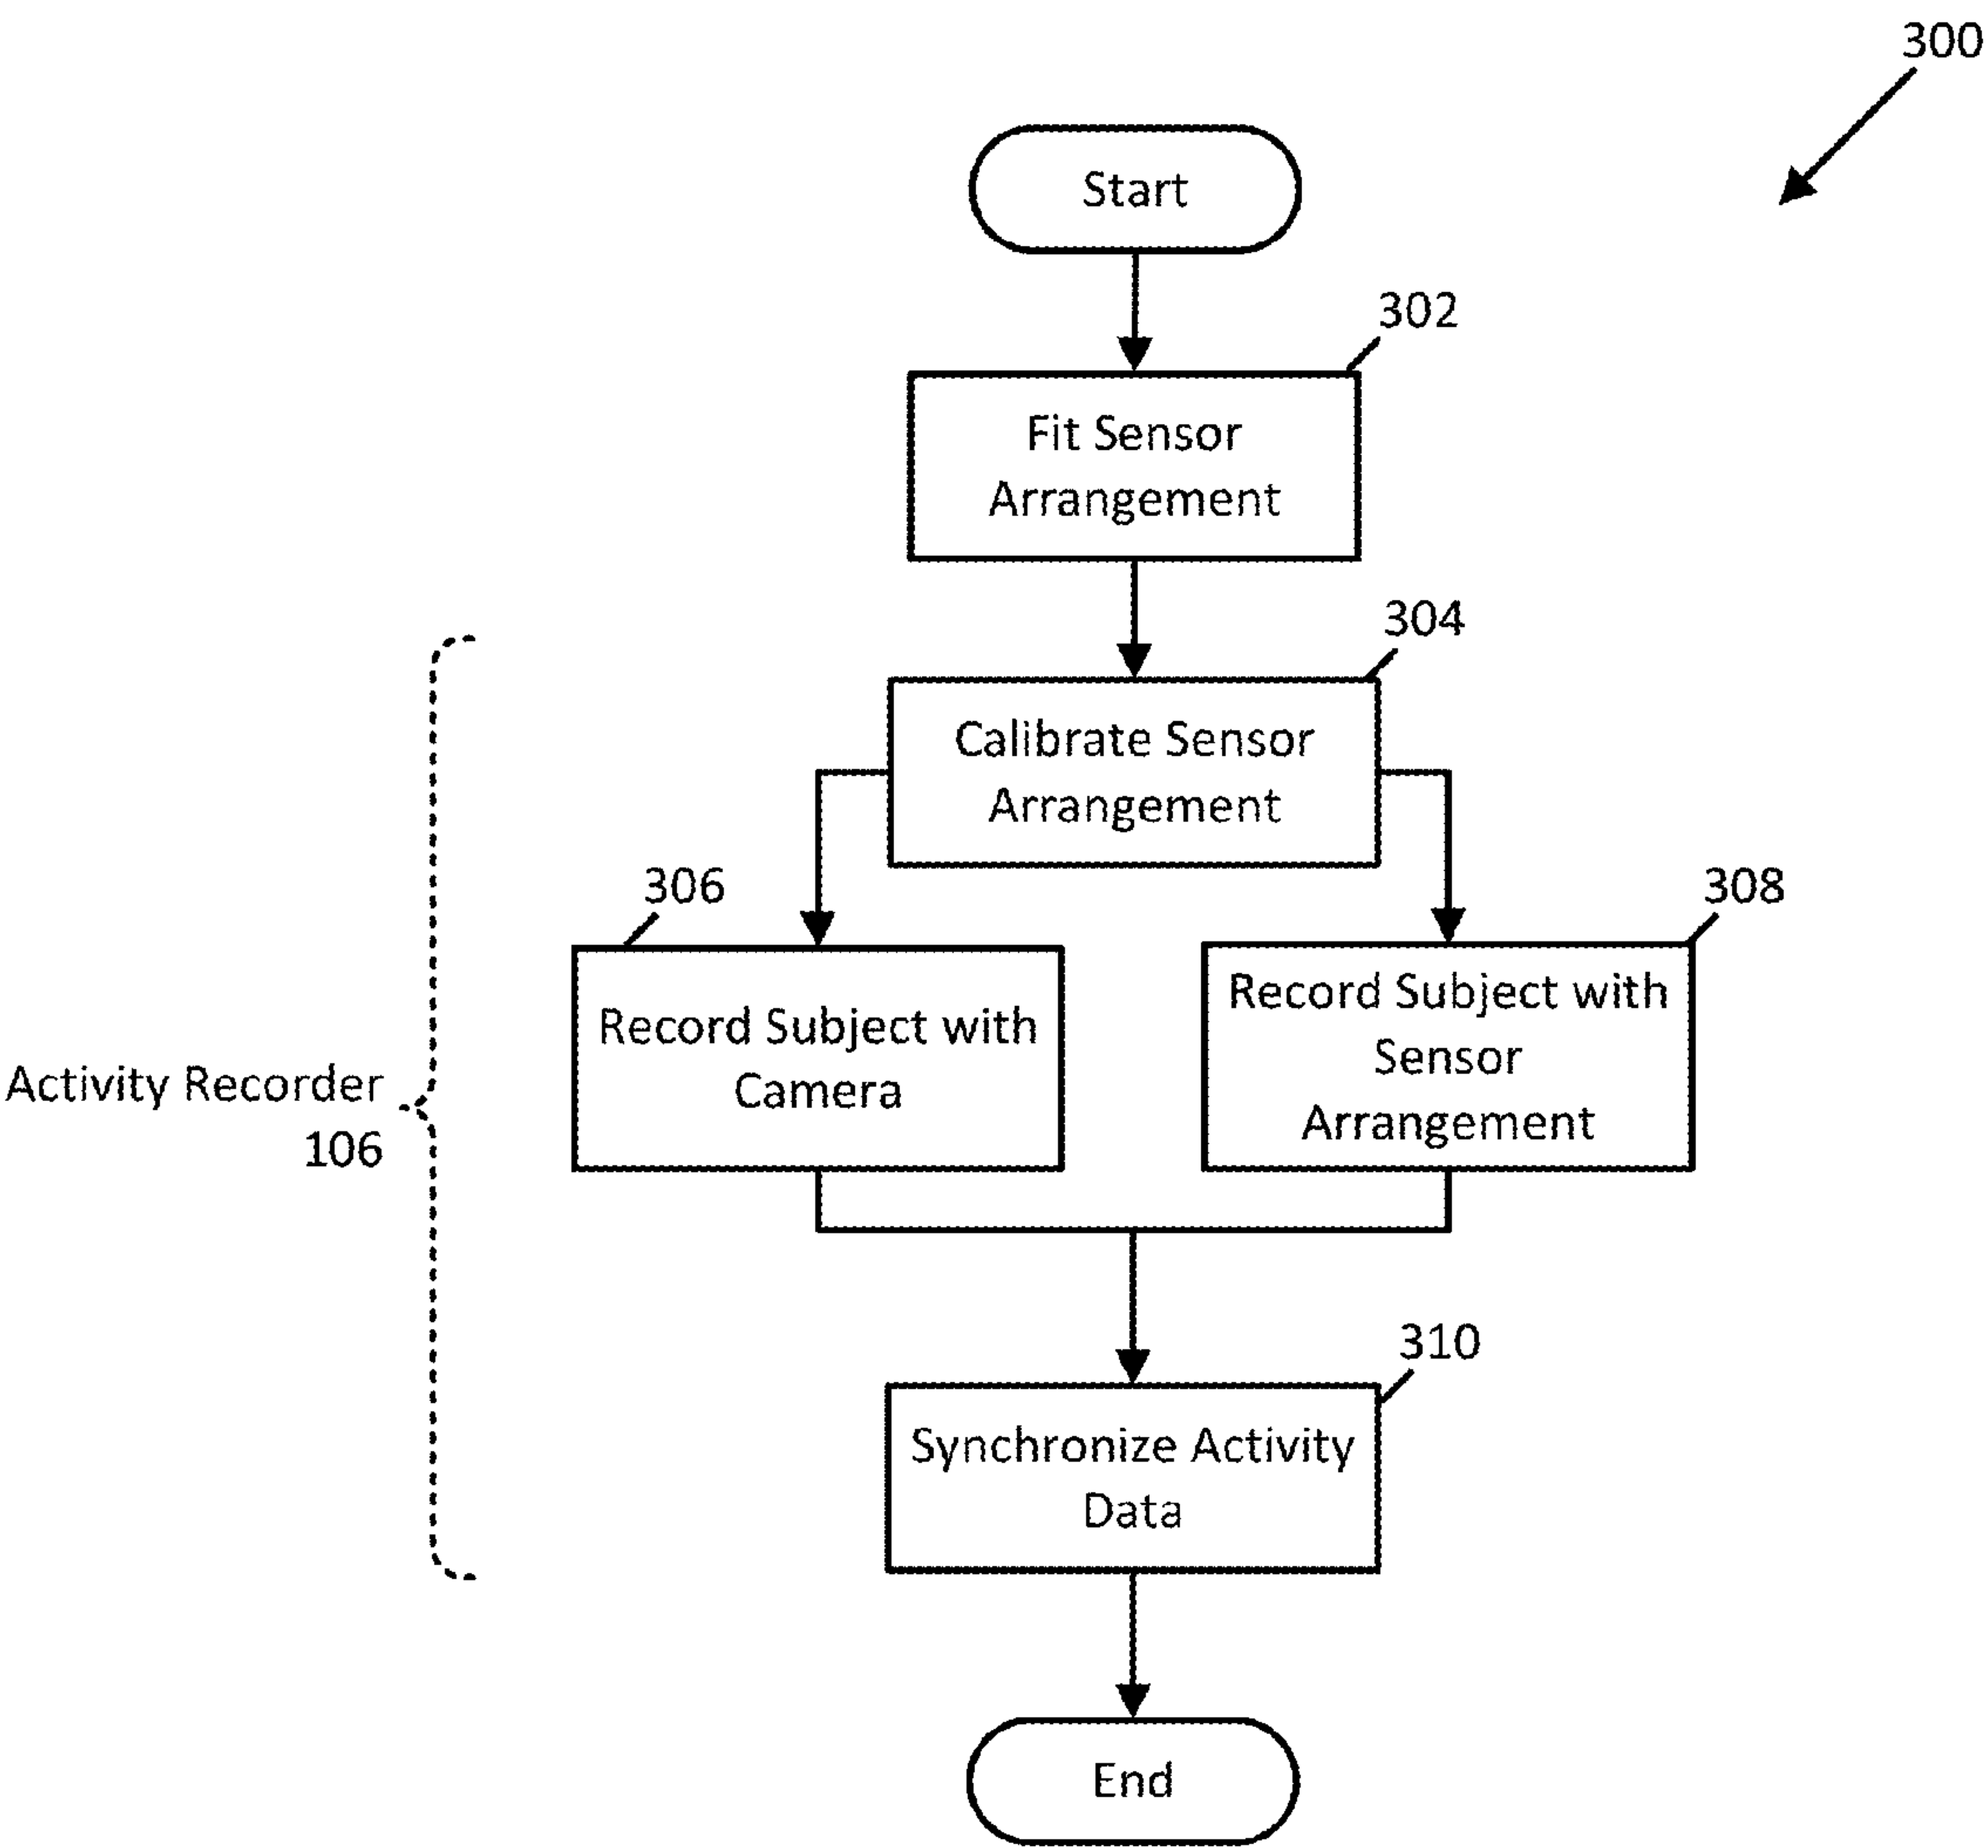 300
Start
302
Fit Sensor
Arrangement
304
Calibrate Sensor
Arrangement
306
308
Record Subject with
Camera
Record Subject with
Sensor
Arrangement
Activity Recorder
106
310
Synchronize Activity
Data
End